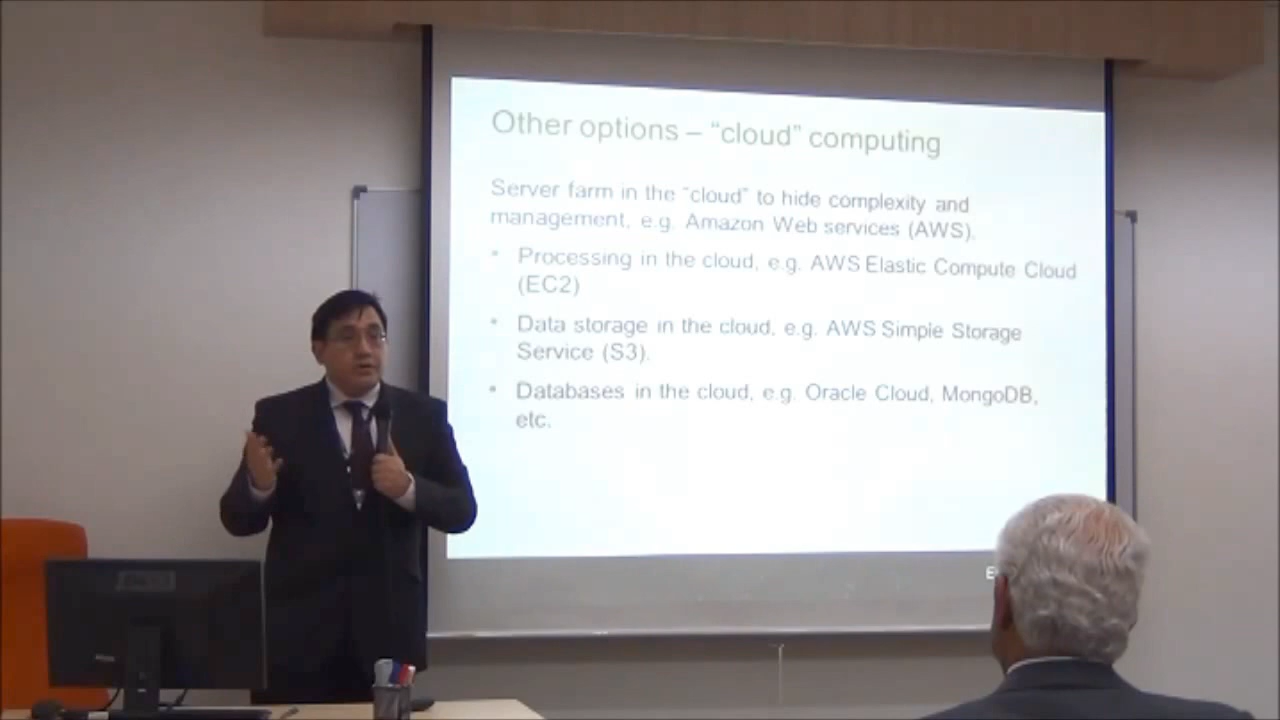 Other options – “cloud” computing
Server farm in the “cloud” to hide complexity and
management, e.g. Amazon Web services (AWS).
• Processing in the cloud, e.g. AWS Elastic Compute Cloud
(EC2)
• Data storage in the cloud, e.g. AWS Simple Storage
Service (S3).
• Databases in the cloud, e.g. Oracle Cloud, MongoDB,
etc.